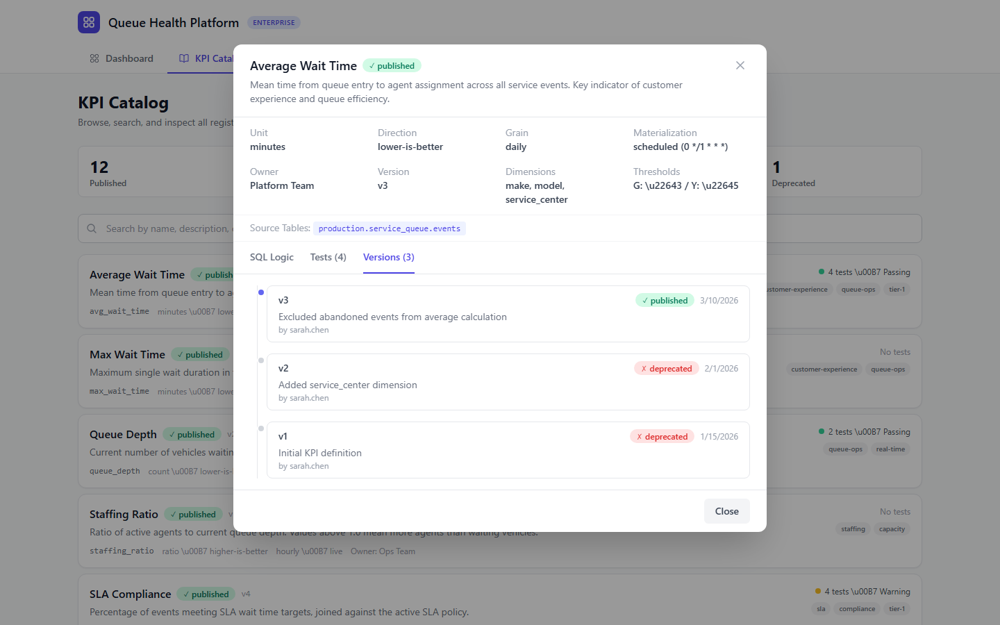 Queue Health Platform ENTERPRISE
Dashboard KPI Catal
KPI Catalog
Browse, search, and inspect all regist
12
Published
1
Deprecated
Search by name, description,
Average Wait Time ✓ published
Mean time from queue entry to agent assignment across all service events. Key indicator of customer
experience and queue efficiency.
Unit
minutes
Direction
lower-is-better
Grain
daily
Materialization
scheduled (0 */1 * * *)
Owner
Platform Team
Version
v3
Dimensions
make, model,
service_center
Thresholds
G: \u22643 / Y: \u22645
Source Tables: production.service_queue.events
SQL Logic Tests (4) Versions (3)
v3 ✓ published 3/10/2026
Excluded abandoned events from average calculation
by sarah.chen
v2 ✗ deprecated 2/1/2026
Added service_center dimension
by sarah.chen
v1 ✗ deprecated 1/15/2026
Initial KPI definition
by sarah.chen
Close
Average Wait Time ✓ publish
4 tests \u00B7 Passing
Mean time from queue entry to a
ustomer-experience queue-ops tier-1
avg_wait_time minutes \u00B7 lowe
Max Wait Time ✓ published
No tests
Maximum single wait duration in
customer-experience queue-ops
max_wait_time minutes \u00B7 lowe
Queue Depth ✓ published
2 tests \u00B7 Passing
Current number of vehicles waitin
queue-ops real-time
queue_depth count \u00B7 lower-is-
Staffing Ratio ✓ published v
No tests
Ratio of active agents to current queue depth. Values above 1.0 mean more agents than waiting vehicles.
staffing capacity
staffing_ratio ratio \u00B7 higher-is-better hourly \u00B7 live Owner: Ops Team
SLA Compliance ✓ published v4
4 tests \u00B7 Warning
Percentage of events meeting SLA wait time targets, joined against the active SLA policy.
sla compliance tier-1